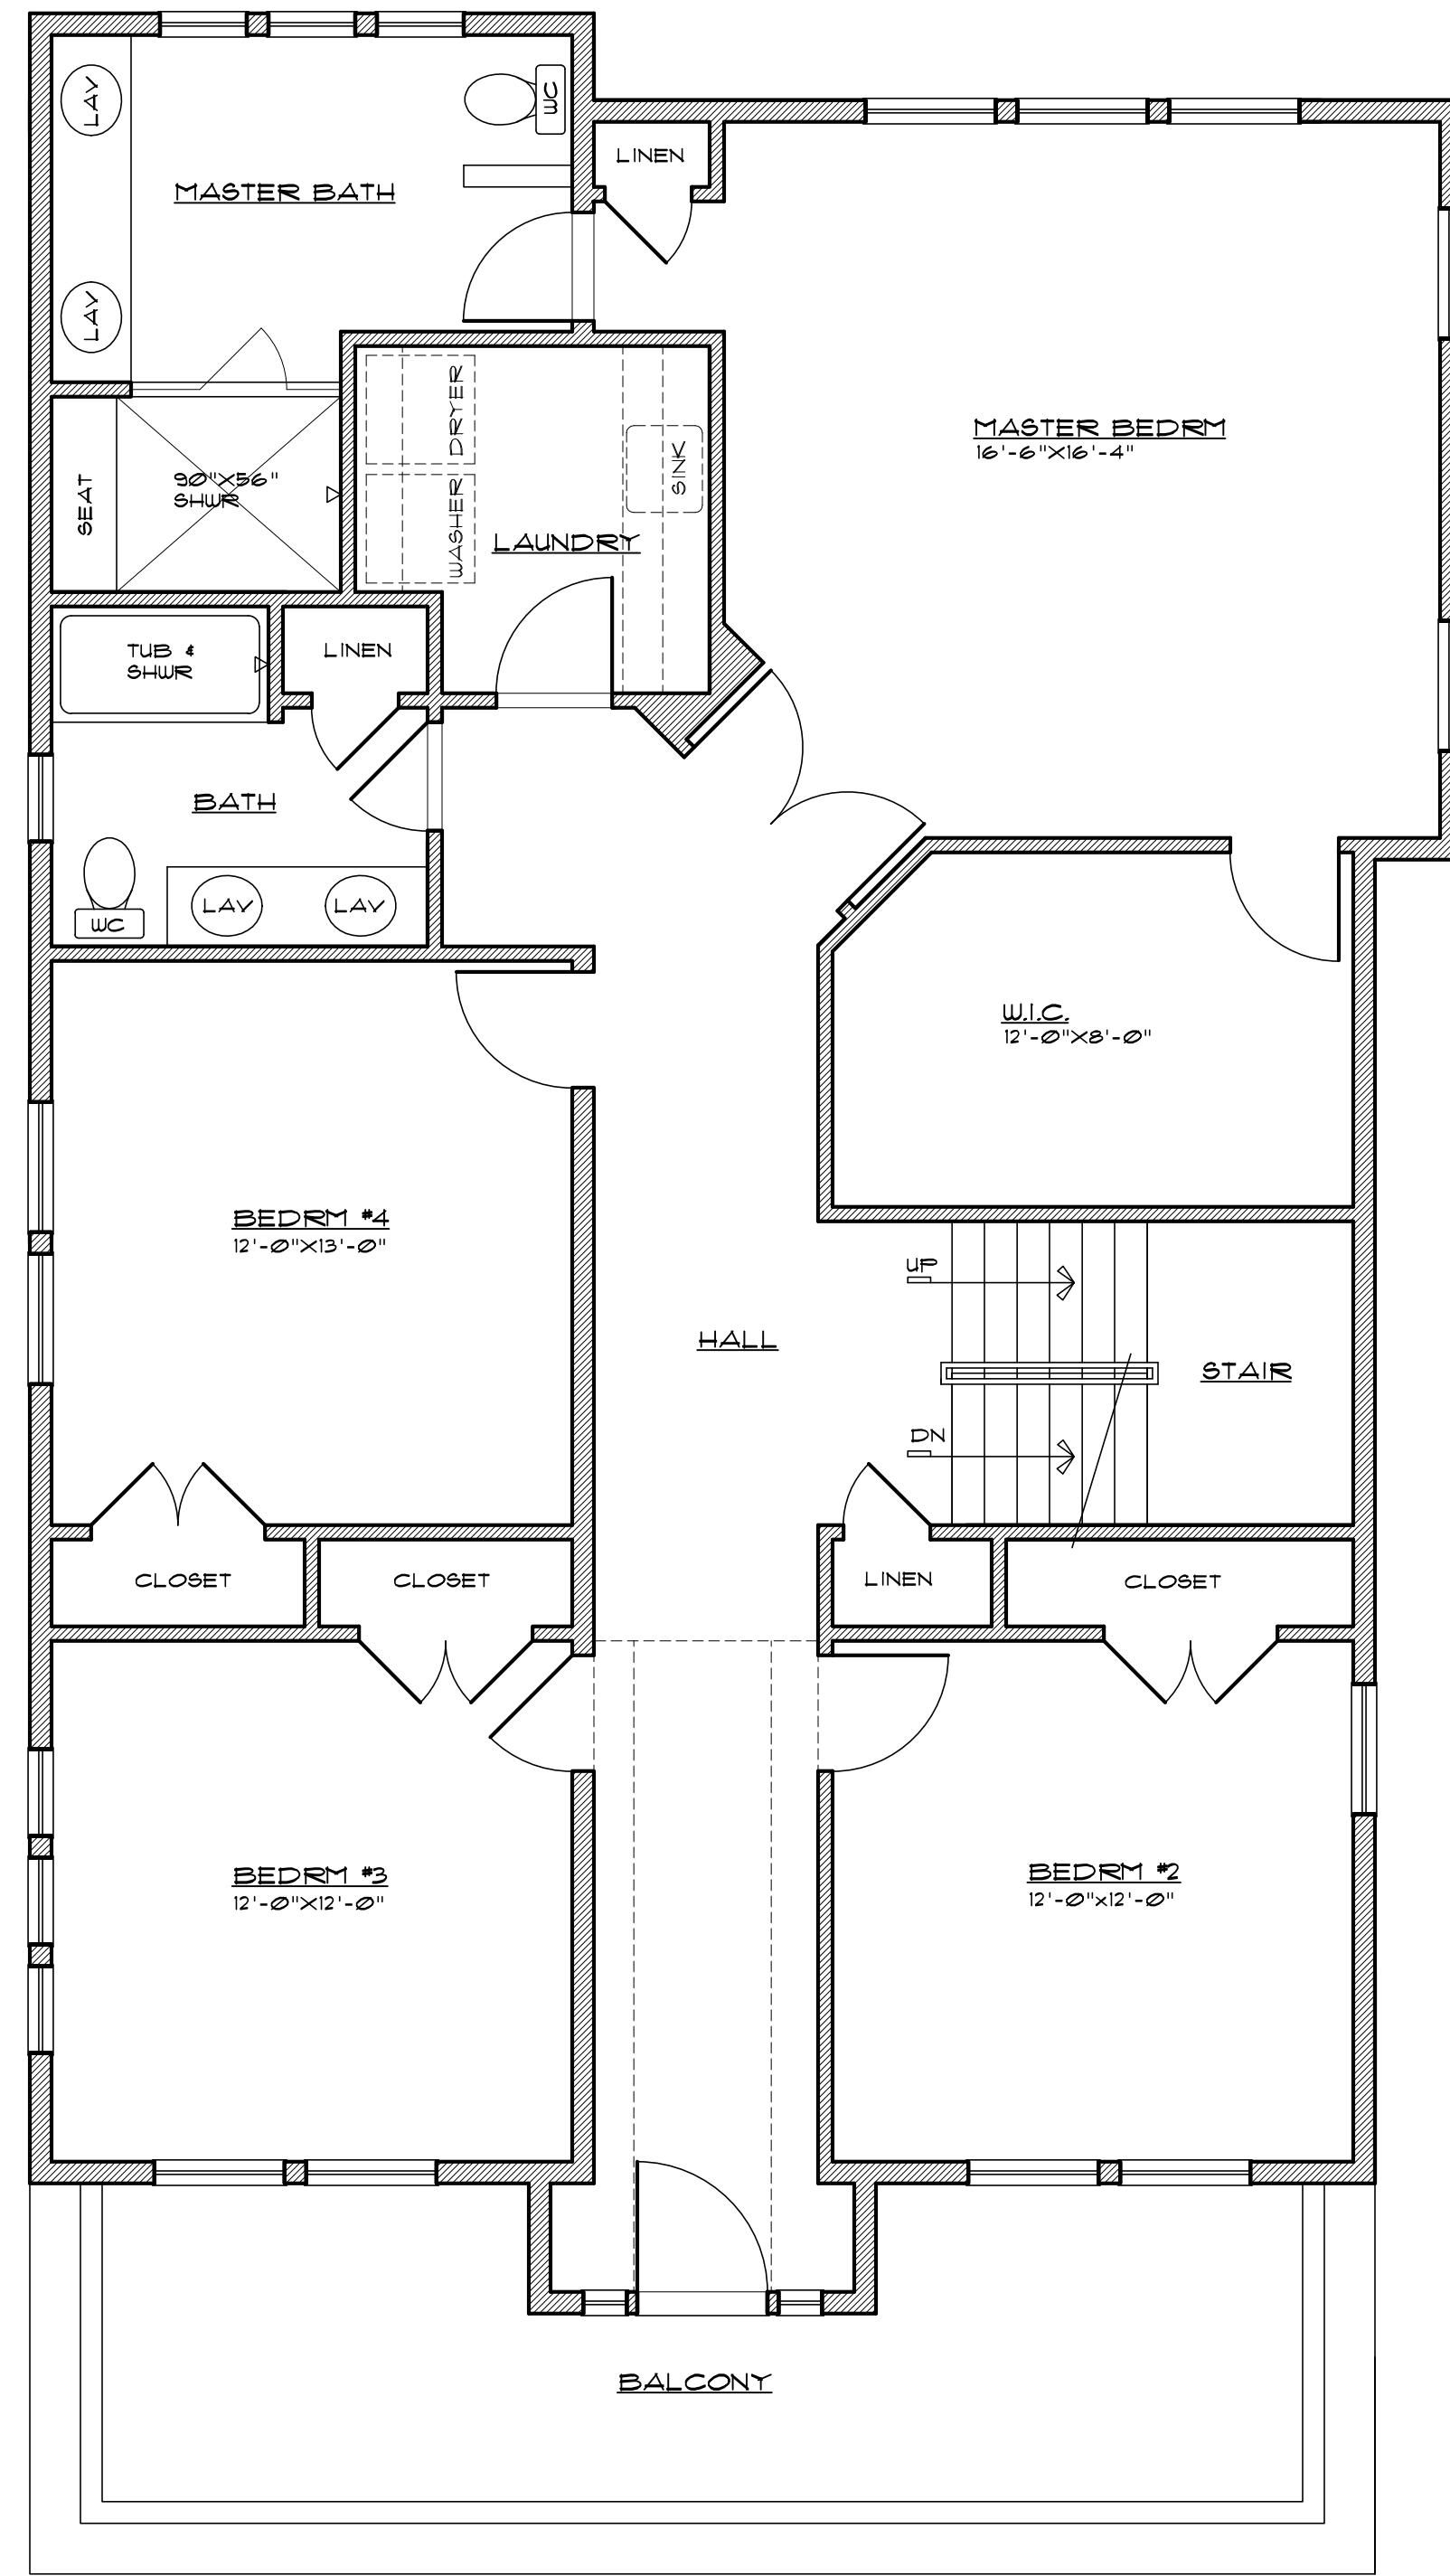 LAV
WC
LINEN
MASTER BATH
LAV
MASTER BEDRM
16'-6"X16'-4"
DRYER
SINK
SEAT
90"X56"
SHWR
WASHER
LAUNDRY
TUB &
SHWR
LINEN
BATH
WC
LAV
LAV
W.I.C.
12'-0"X8'-0"
BEDRM #4
12'-0"X13'-0"
UP
HALL
STAIR
DN
CLOSET
CLOSET
LINEN
CLOSET
BEDRM #3
12'-0"X12'-0"
BEDRM #2
12'-0"x12'-0"
BALCONY